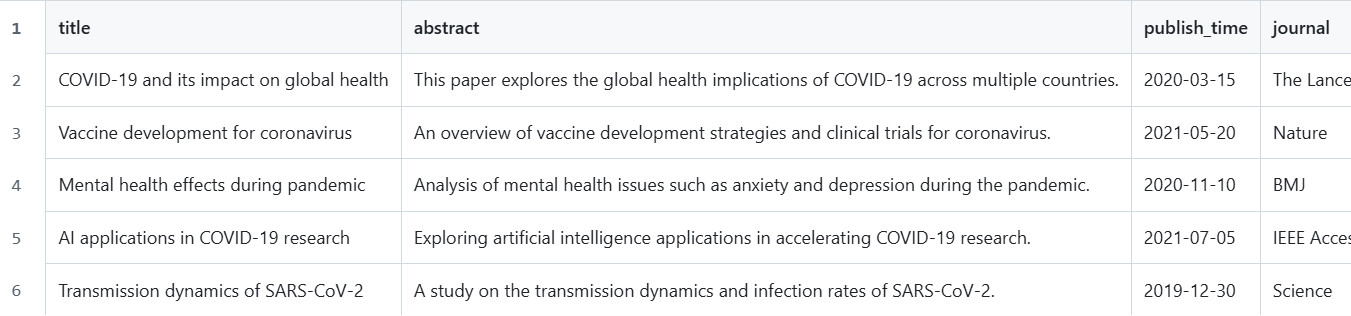 1 title abstract publish_time journal
2 COVID-19 and its impact on global health This paper explores the global health implications of COVID-19 across multiple countries. 2020-03-15 The Lance
3 Vaccine development for coronavirus An overview of vaccine development strategies and clinical trials for coronavirus. 2021-05-20 Nature
4 Mental health effects during pandemic Analysis of mental health issues such as anxiety and depression during the pandemic. 2020-11-10 BMJ
5 AI applications in COVID-19 research Exploring artificial intelligence applications in accelerating COVID-19 research. 2021-07-05 IEEE Acces
6 Transmission dynamics of SARS-CoV-2 A study on the transmission dynamics and infection rates of SARS-CoV-2. 2019-12-30 Science